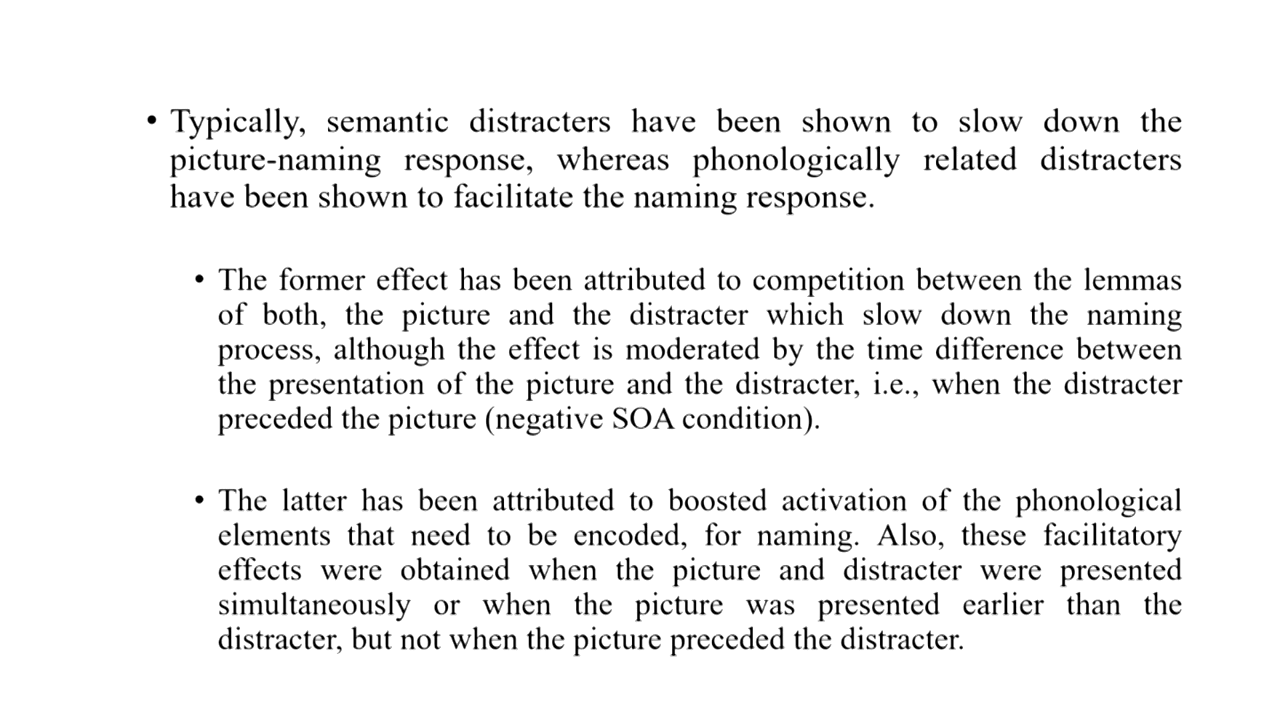 • Typically, semantic distracters have been shown to slow down the
picture-naming response, whereas phonologically related distracters
have been shown to facilitate the naming response.
• The former effect has been attributed to competition between the lemmas
of both, the picture and the distracter which slow down the naming
process, although the effect is moderated by the time difference between
the presentation of the picture and the distracter, i.e., when the distracter
preceded the picture (negative SOA condition).
• The latter has been attributed to boosted activation of the phonological
elements that need to be encoded, for naming. Also, these facilitatory
effects were obtained when the picture and distracter were presented
simultaneously or when the picture was presented earlier than the
distracter, but not when the picture preceded the distracter.